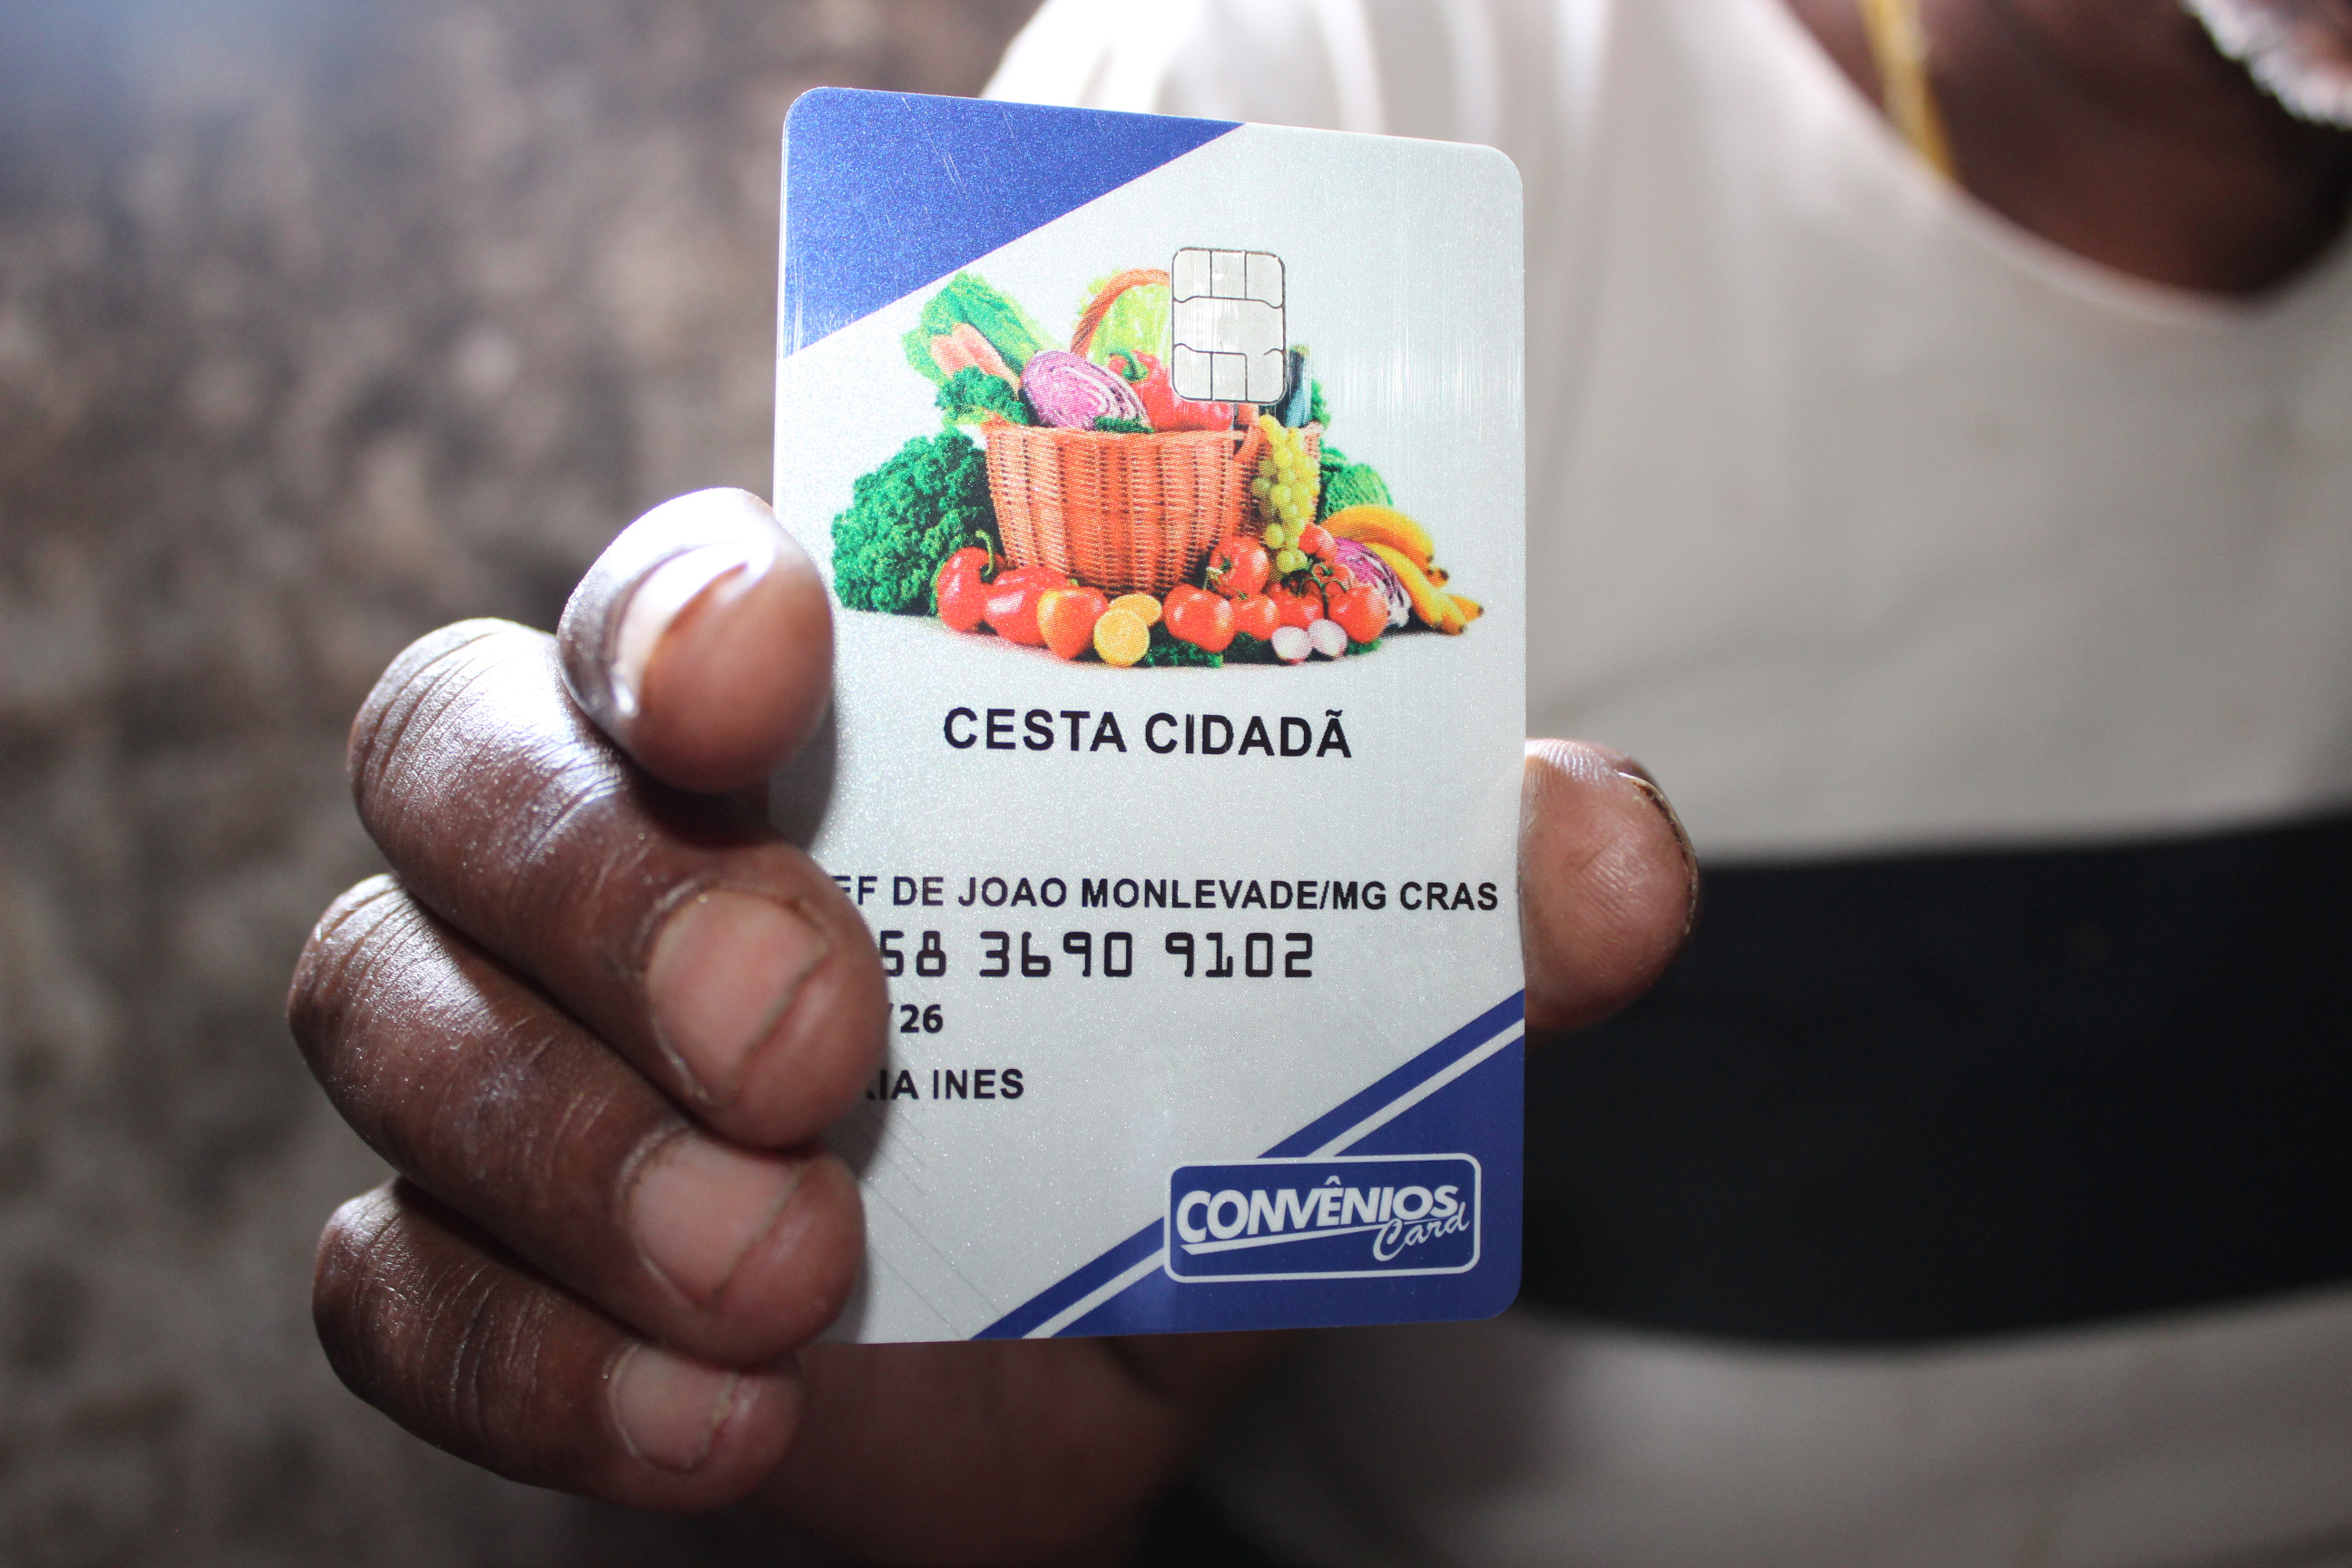 CESTA CIDADÃ
EF DE JOAO MONLEVADE/MG CRAS
58 3690 9102
/26
IA INES
CONVÊNIOS
Card